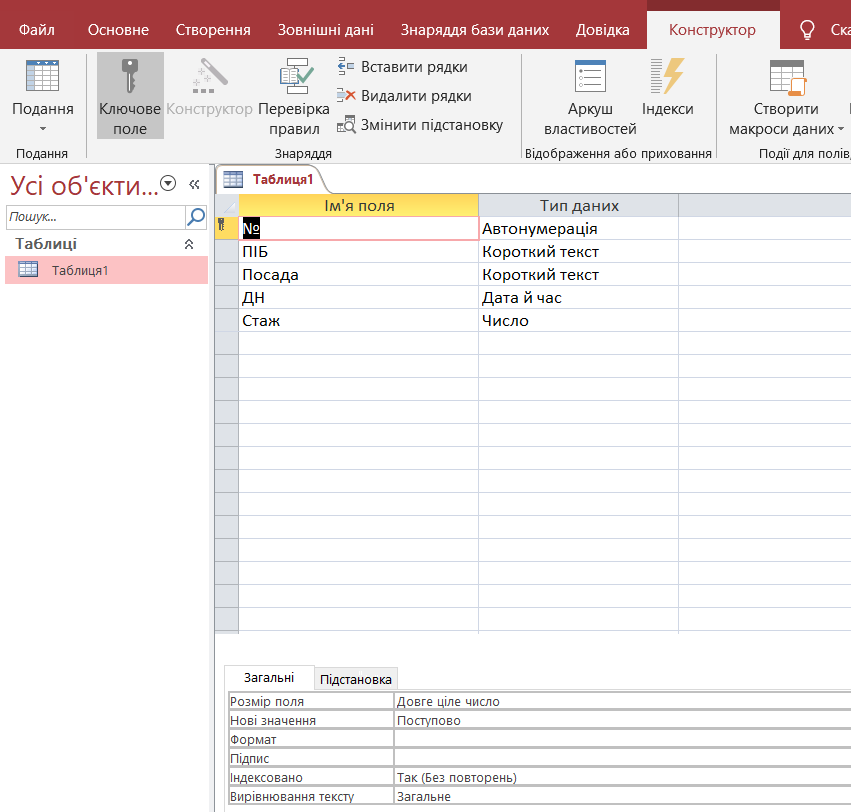 Файл Основне Створення Зовнішні дані Знаряддя бази даних Довідка Конструктор Ска
Подання
Ключове поле
Конструктор
Перевірка правил
Вставити рядки
Видалити рядки
Змінити підстановку
Аркуш властивостей
Індекси
Створити макроси даних
Подання Знаряддя Відображення або приховання Події для полів,
Усі об'єкти...
Пошук...
Таблиці
Таблиця1
Таблиця1
Ім'я поля Тип даних
№ Автонумерація
ПІБ Короткий текст
Посада Короткий текст
ДН Дата й час
Стаж Число
Загальні Підстановка
Розмір поля Довге ціле число
Нові значення Поступово
Формат
Підпис
Індексовано Так (Без повторень)
Вирівнювання тексту Загальне